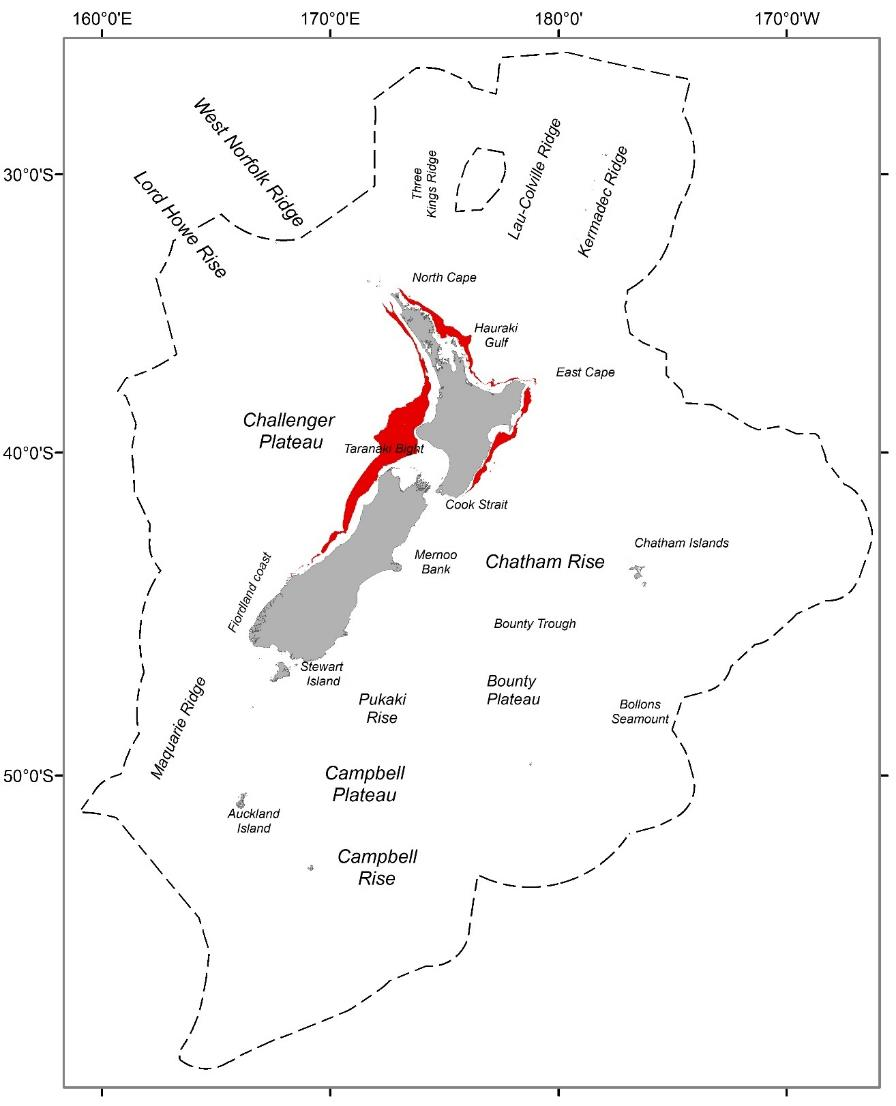 160°0'E
170°0'E
180°0'
170°0'W
West Norfolk Ridge
Lord Howe Rise
Three
Kings Ridge
Lau-Colville Ridge
Kermadec Ridge
30°0'S
North Cape
Hauraki
Gulf
East Cape
Challenger
Plateau
Taranaki Bight
40°0'S
Cook Strait
Mernoo
Bank
Chatham Rise
Chatham Islands
Fiordland coast
Bounty Trough
Stewart
Island
Pukaki
Rise
Bounty
Plateau
Bollons
Seamount
Maquarie Ridge
50°0'S
Campbell
Plateau
Auckland
Island
Campbell
Rise